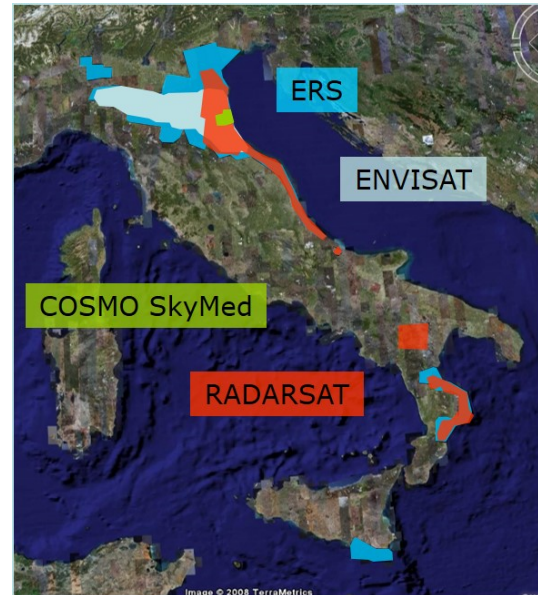 ERS
ENVISAT
COSMO SkyMed
RADARSAT
Image © 2008 TerraMetrics